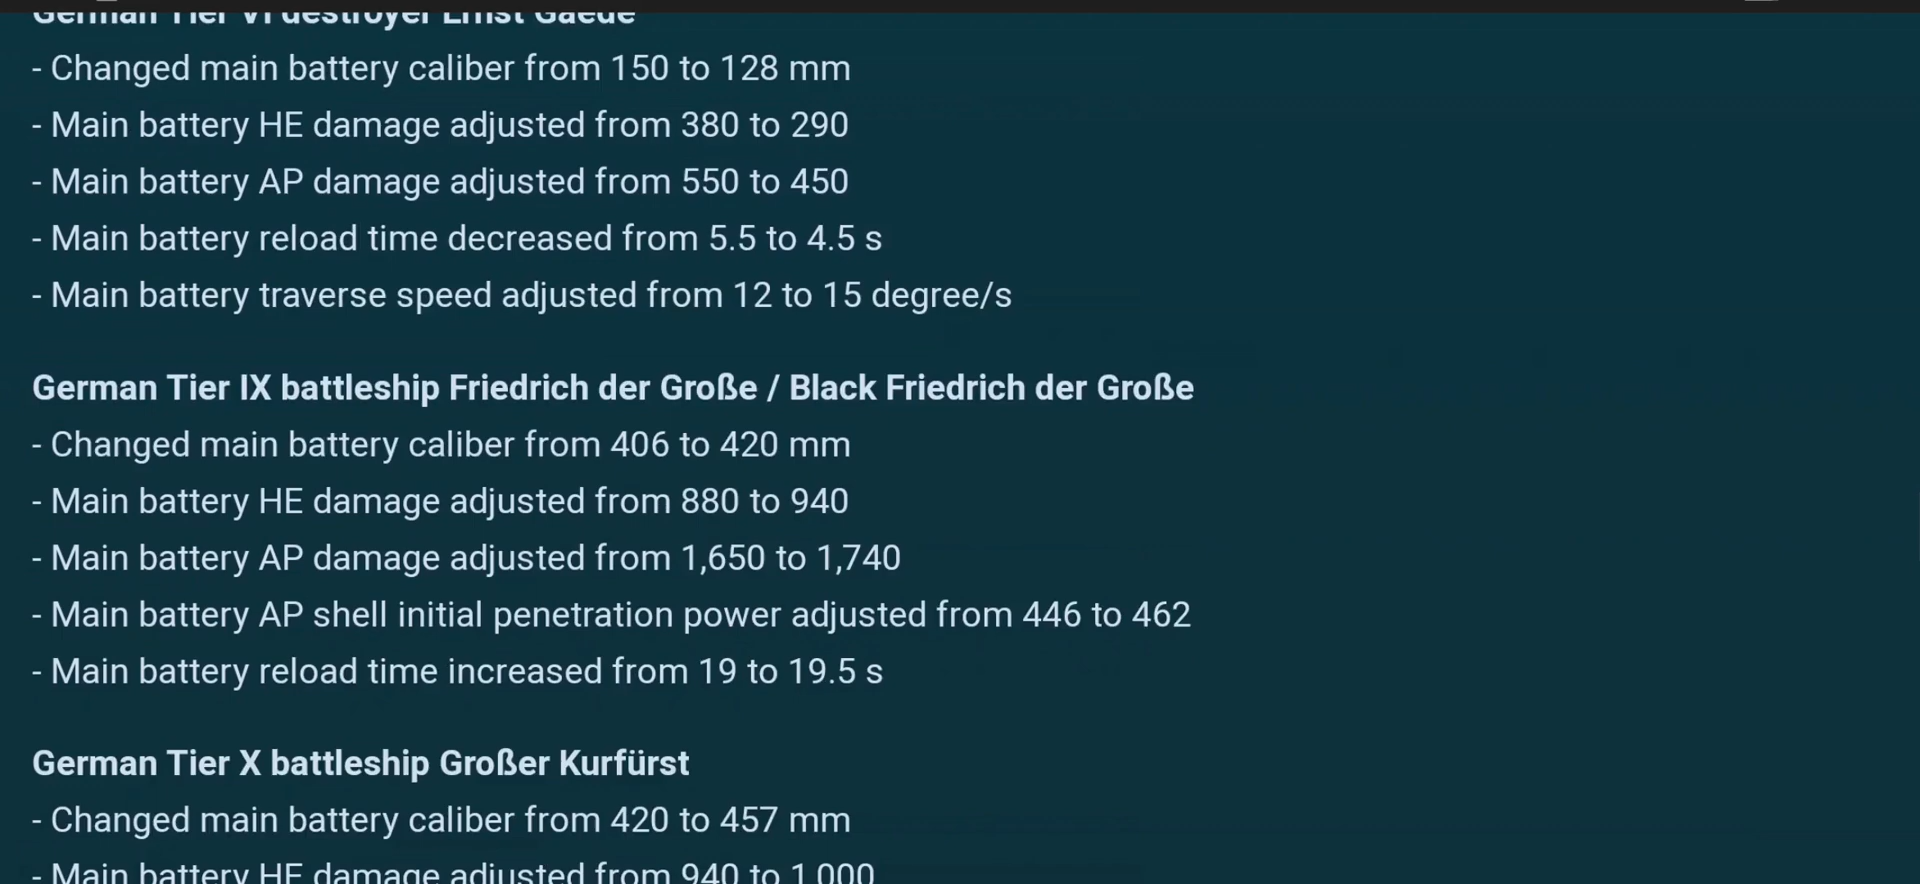 German Tier VI destroyer Ernst Gaede
- Changed main battery caliber from 150 to 128 mm
- Main battery HE damage adjusted from 380 to 290
- Main battery AP damage adjusted from 550 to 450
- Main battery reload time decreased from 5.5 to 4.5 s
- Main battery traverse speed adjusted from 12 to 15 degree/s
German Tier IX battleship Friedrich der Große / Black Friedrich der Große
- Changed main battery caliber from 406 to 420 mm
- Main battery HE damage adjusted from 880 to 940
- Main battery AP damage adjusted from 1,650 to 1,740
- Main battery AP shell initial penetration power adjusted from 446 to 462
- Main battery reload time increased from 19 to 19.5 s
German Tier X battleship Großer Kurfürst
- Changed main battery caliber from 420 to 457 mm
- Main battery HE damage adjusted from 940 to 1,000